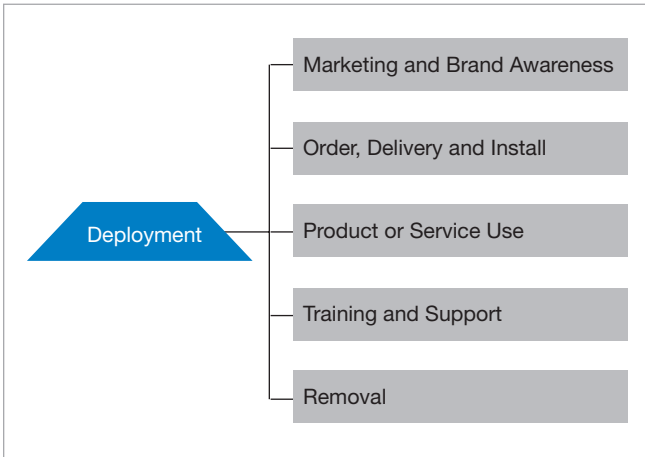 Marketing and Brand Awareness
Order, Delivery and Install
Deployment
Product or Service Use
Training and Support
Removal